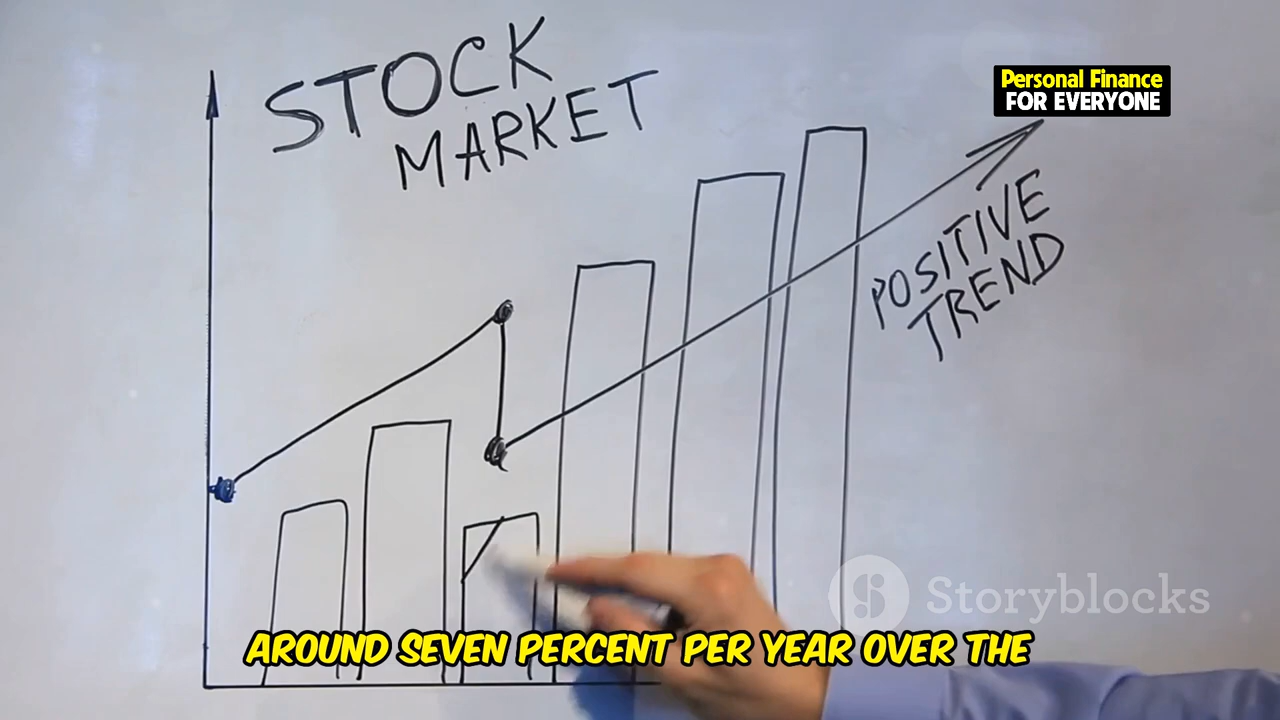 STOCK
MARKET
Personal Finance
FOR EVERYONE
POSITIVE
TREND
Storyblocks
AROUND SEVEN PERCENT PER YEAR OVER THE